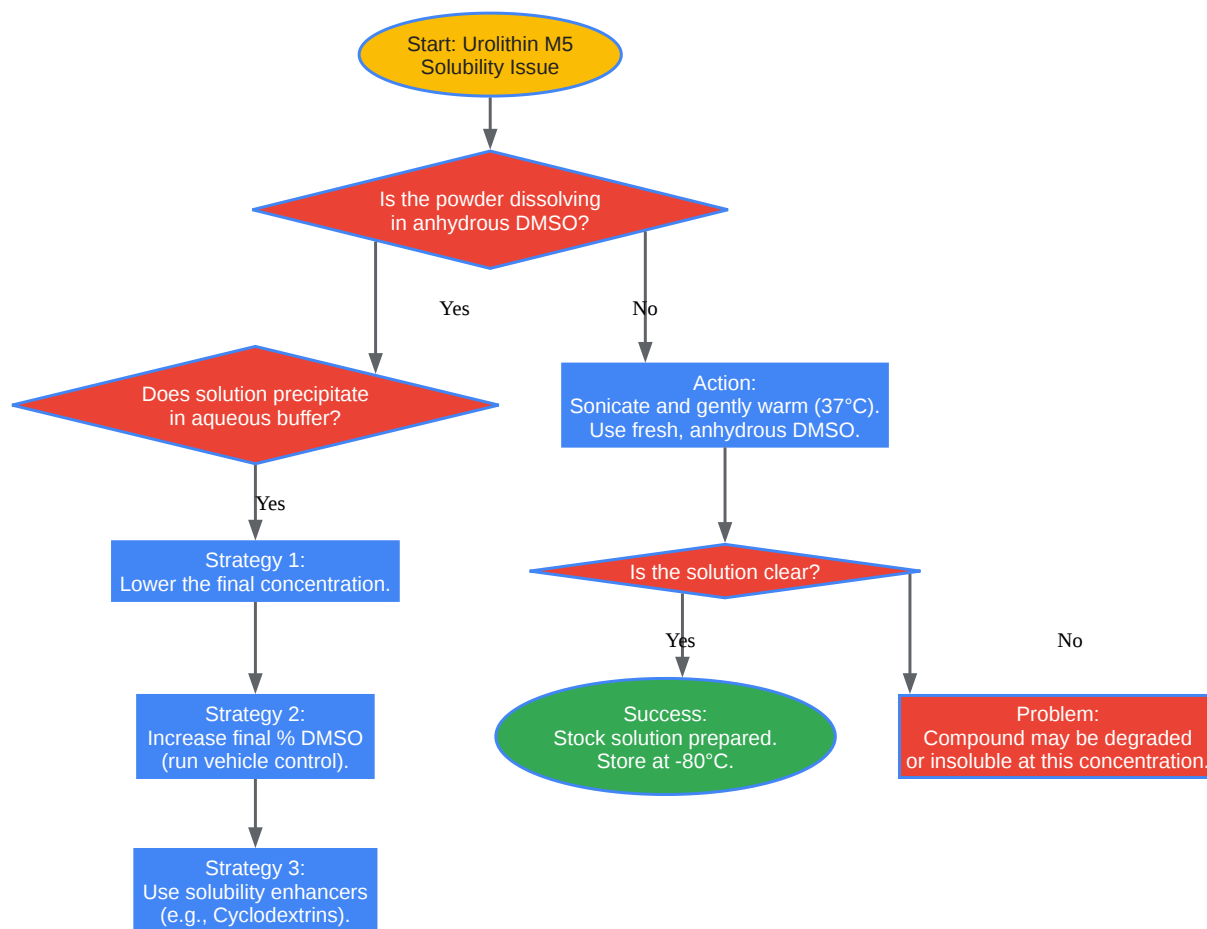 Start: Urolithin M5
Solubility Issue
Is the powder dissolving
in anhydrous DMSO?
Yes
No
Does solution precipitate
in aqueous buffer?
Action:
Sonicate and gently warm (37°C).
Use fresh, anhydrous DMSO.
Yes
Strategy 1:
Lower the final concentration.
Is the solution clear?
Yes
No
Strategy 2:
Increase final % DMSO
(run vehicle control).
Success:
Stock solution prepared.
Store at -80°C.
Problem:
Compound may be degraded
or insoluble at this concentration.
Strategy 3:
Use solubility enhancers
(e.g., Cyclodextrins).